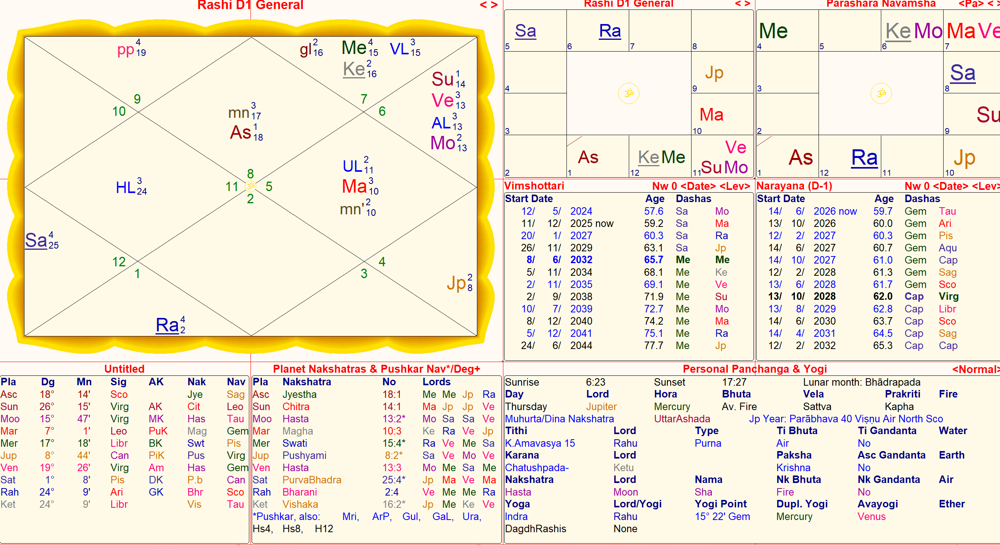 Rashi D1 General < >
pp 4 19
gl 2 16 Me 4 15 VL 3 15
Ke 2 16
Su 1 14
Ve 3 13
9 7
10 6
mn 3 17
AL 3 13
As 1 18
Mo 2 13
UL 2 11
8
HL 3 24 11 ॐ 5 Ma 3 10
2
mn' 2 10
Sa 4 25
12 4
1 3
Jp 2 8
Ra 4 2
Rashi D1 General < >
Sa Ra
5 6 7 8
Jp
4 ॐ 9
Ma
3 10
Ve
As Ke Me Su Mo
2 1 12 11
Parashara Navamsha <Pa> <
Me Ke Mo Ma Ve
4 5 6 7
Sa
3 ॐ 8
Su
2 9
As Ra Jp
1 12 11 10
Vimshottari Nw 0 <Date> <Lev>
Start Date Age Dashas
12/ 5/ 2024 57.6 Sa Mo
11/ 12/ 2025 now 59.2 Sa Ma
20/ 1/ 2027 60.3 Sa Ra
26/ 11/ 2029 63.1 Sa Jp
8/ 6/ 2032 65.7 Me Me
5/ 11/ 2034 68.1 Me Ke
2/ 11/ 2035 69.1 Me Ve
2/ 9/ 2038 71.9 Me Su
10/ 7/ 2039 72.7 Me Mo
8/ 12/ 2040 74.2 Me Ma
5/ 12/ 2041 75.1 Me Ra
24/ 6/ 2044 77.7 Me Jp
Narayana (D-1) Nw 0 <Date> <Lev>
Start Date Age Dashas
14/ 6/ 2026 now 59.7 Gem Tau
13/ 10/ 2026 60.0 Gem Ari
12/ 2/ 2027 60.3 Gem Pis
14/ 6/ 2027 60.7 Gem Aqu
14/ 10/ 2027 61.0 Gem Cap
12/ 2/ 2028 61.3 Gem Sag
13/ 6/ 2028 61.7 Gem Sco
13/ 10/ 2028 62.0 Cap Virg
13/ 8/ 2029 62.8 Cap Libr
14/ 6/ 2030 63.7 Cap Sco
14/ 4/ 2031 64.5 Cap Sag
12/ 2/ 2032 65.3 Cap Cap
Untitled
Pla Dg Mn Sig AK Nak Nav
Asc 18° 14' Sco Jye Sag
Sun 26° 15' Virg AK Cit Leo
Moo 15° 47' Virg MK Has Tau
Mar 7° 1' Leo PuK Mag Gem
Mer 17° 18' Libr BK Swt Pis
Jup 8° 44' Can PiK Pus Virg
Ven 19° 26' Virg Am Has Gem
Sat 1° 8' Pis DK P.b Can
Rah 24° 9' Ari GK Bhr Sco
Ket 24° 9' Libr Vis Tau
Planet Nakshatras & Pushkar Nav*/Deg+
Pla Nakshatra No Lords
Asc Jyestha 18:1 Me Me Jp Ra
Sun Chitra 14:1 Ma Jp Jp Ve
Moo Hasta 13:2* Mo Sa Sa Ve
Mar Magha 10:3 Ke Ra Ve Jp
Mer Swati 15:4* Ra Ve Me Sa
Jup Pushyami 8:2* Sa Ve Mo Ve
Ven Hasta 13:3 Mo Me Sa Me
Sat PurvaBhadra 25:4* Jp Ma Ve Ma
Rah Bharani 2:4 Ve Me Me Ra
Ket Vishaka 16:2* Jp Me Ke Ve
*Pushkar, also: Mri, ArP, Gul, GaL, Ura,
Hs4, Hs8, H12
Personal Panchanga & Yogi <Normal>
Sunrise 6:23 Sunset 17:27 Lunar month: Bhādrapada
Day Lord Hora Bhuta Vela Prakriti Fire
Thursday Jupiter Mercury Av. Fire Sattva Kapha
Muhurta/Dina Nakshatra UttarAshada Jp Year: Parābhava 40 Viṣṇu Air North Sco
Tithi Lord Type Ti Bhuta Ti Gandanta Water
K.Amavasya 15 Rahu Purna Air No
Karana Lord Paksha Asc Gandanta Earth
Chatushpada- Ketu Krishna No
Nakshatra Lord Nama Nk Bhuta Nk Gandanta Air
Hasta Moon Sha Fire No
Yoga Lord/Yogi Yogi Point Dupl. Yogi Avayogi Ether
Indra Rahu 15° 22' Gem Mercury Venus
DagdhRashis None